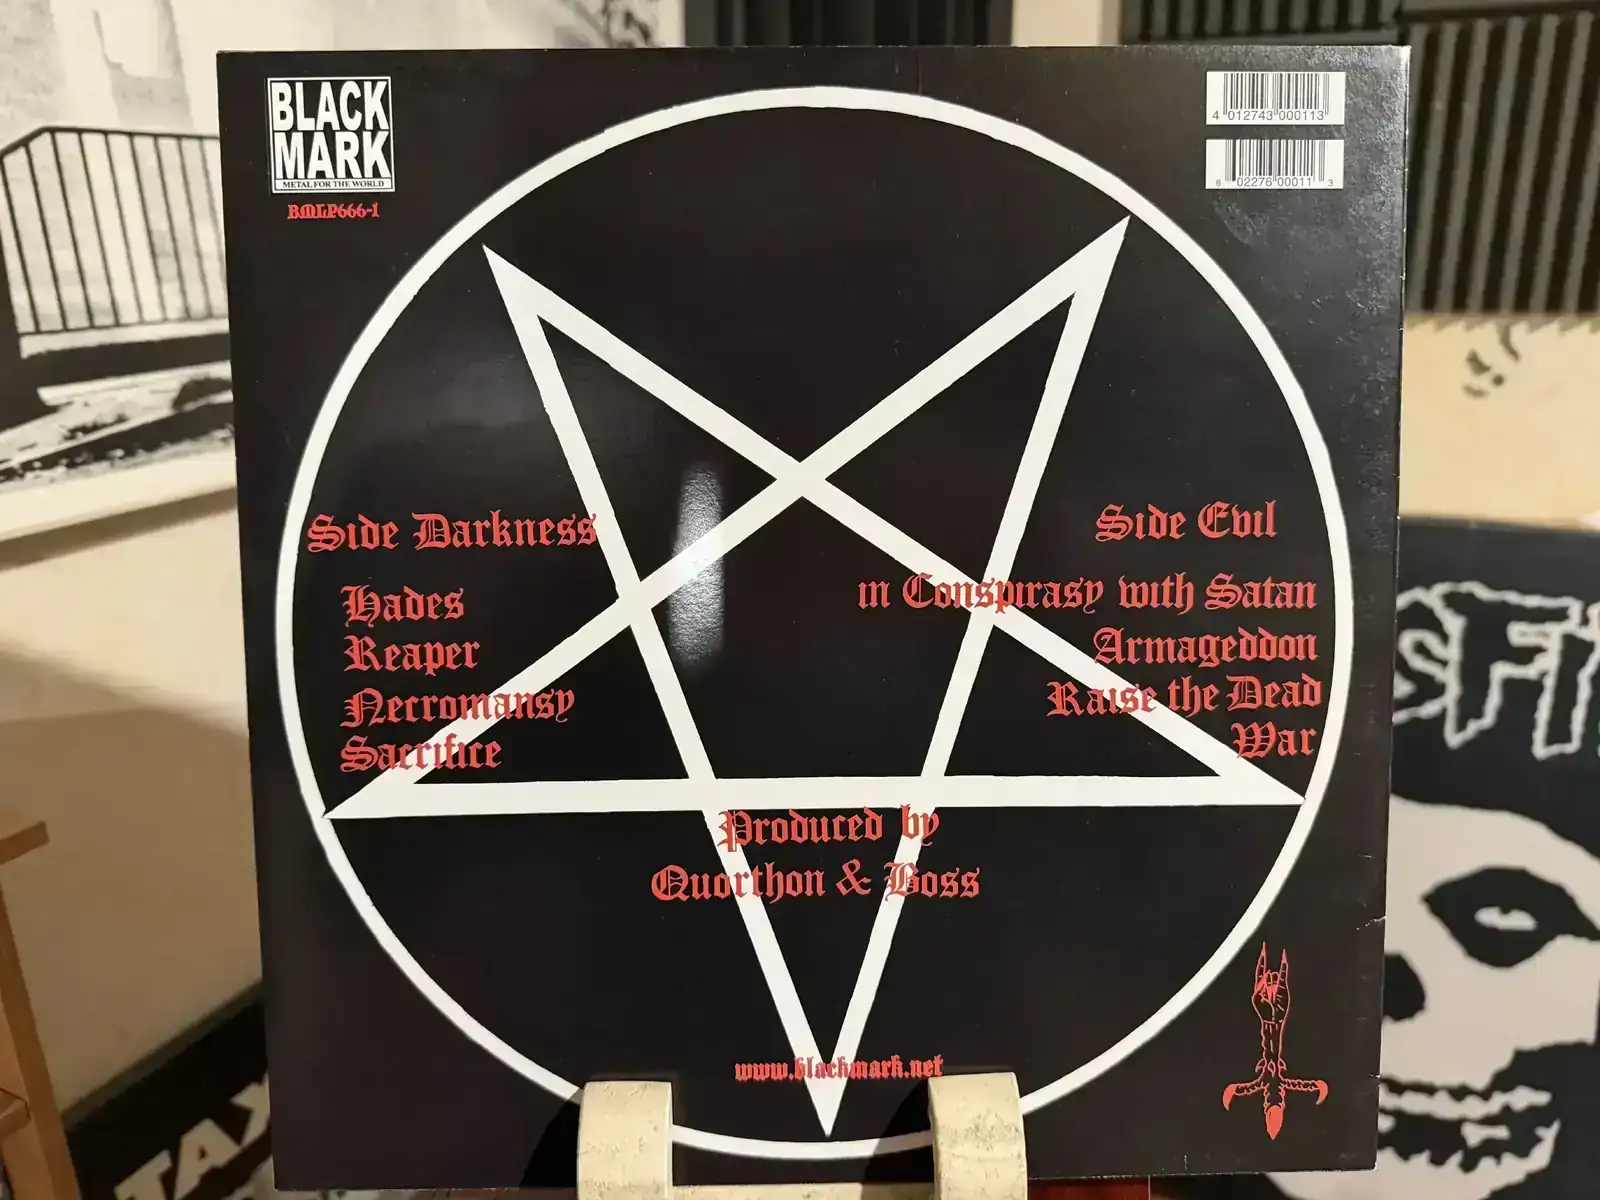 BLACK
MARK
METAL FOR THE WORLD
BMLP666-1
4 012743 000113
6 02276 00011 3
Side Darkness
Hades
Reaper
Necromansy
Sacrifice
Side Evil
in Conspirasy with Satan
Armageddon
Raise the Dead
War
Produced by
Quorthon & Boss
www.blackmark.net